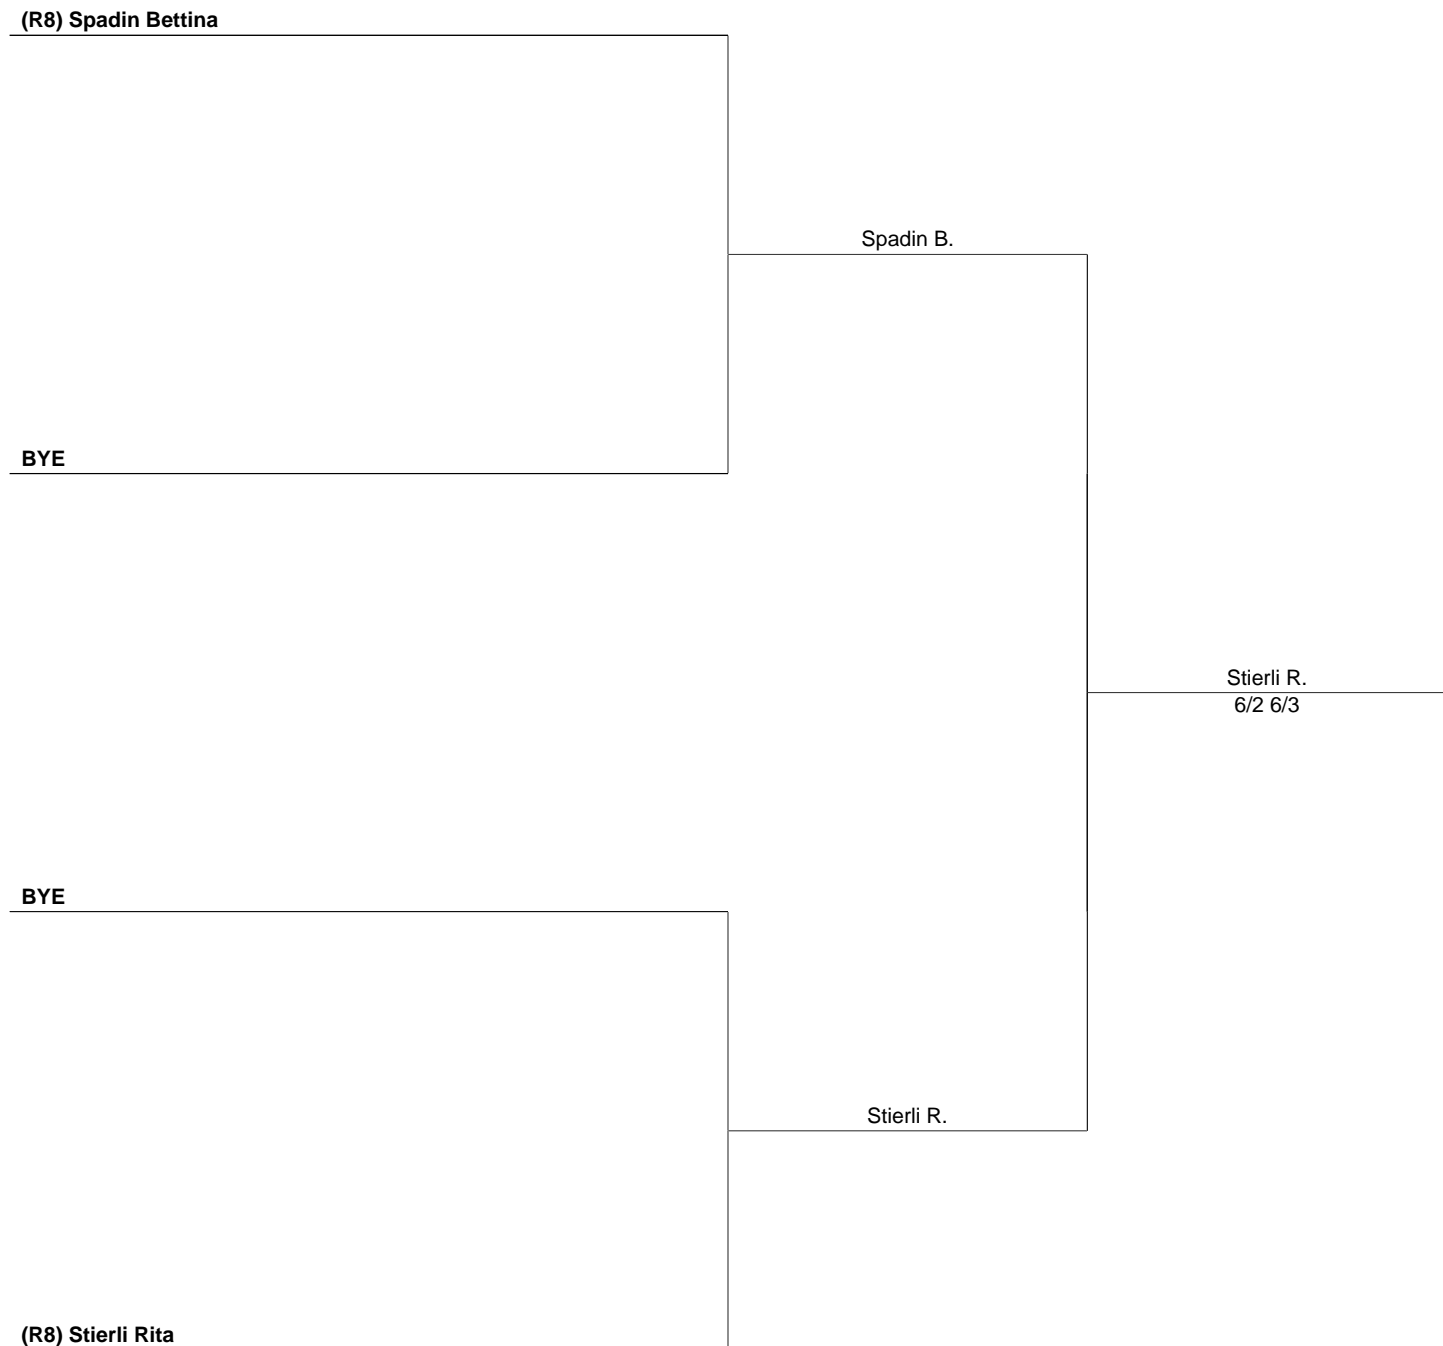 (R8) Spadin Bettina
Spadin B.
BYE
Stierli R.
6/2 6/3
BYE
Stierli R.
(R8) Stierli Rita